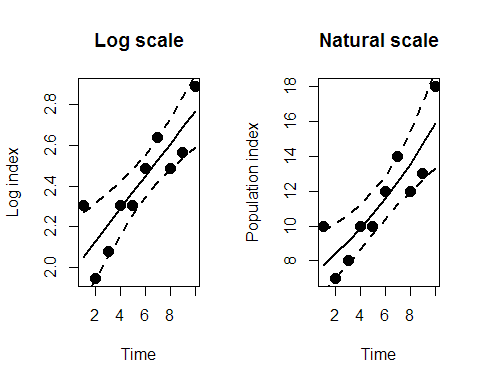 Log scale
Log index
2.0 2.2 2.4 2.6 2.8
2 4 6 8
Time
Natural scale
Population index
8 10 12 14 16 18
2 4 6 8
Time